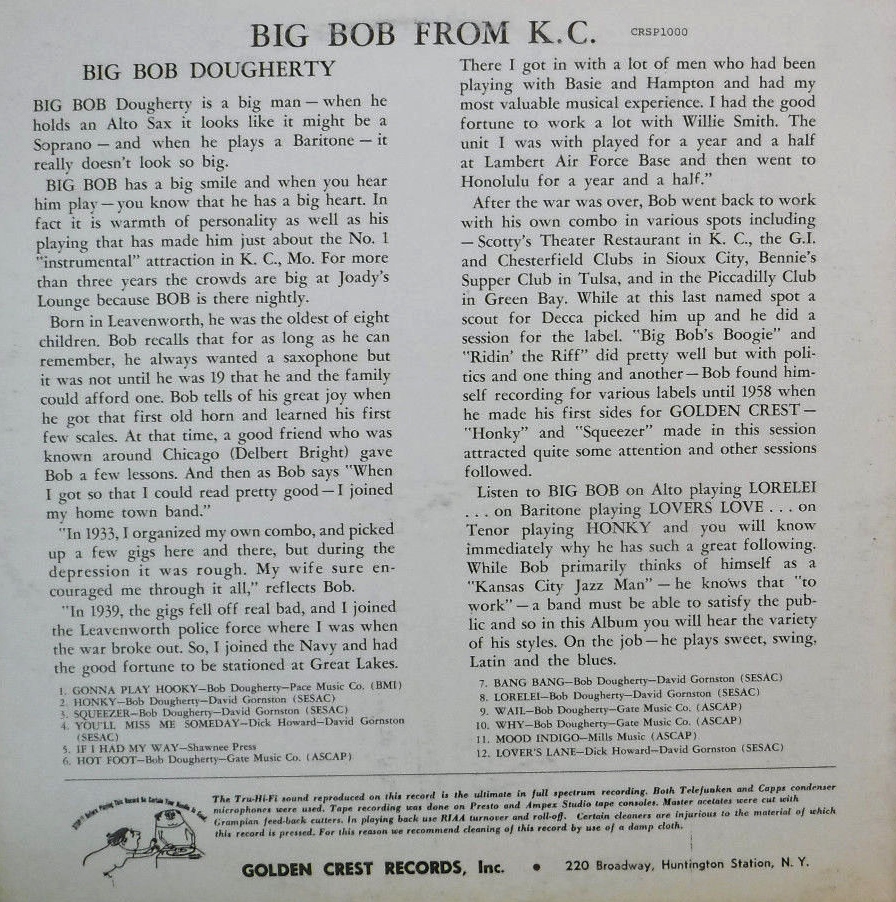 BIG BOB FROM K.C.
CRSP1000
BIG BOB DOUGHERTY
BIG BOB Dougherty is a big man — when he
holds an Alto Sax it looks like it might be a
Soprano — and when he plays a Baritone — it
really doesn't look so big.
BIG BOB has a big smile and when you hear
him play — you know that he has a big heart. In
fact it is warmth of personality as well as his
playing that has made him just about the No. 1
"instrumental" attraction in K. C., Mo. For more
than three years the crowds are big at Joady's
Lounge because BOB is there nightly.
Born in Leavenworth, he was the oldest of eight
children. Bob recalls that for as long as he can
remember, he always wanted a saxophone but
it was not until he was 19 that he and the family
could afford one. Bob tells of his great joy when
he got that first old horn and learned his first
few scales. At that time, a good friend who was
known around Chicago (Delbert Bright) gave
Bob a few lessons. And then as Bob says "When
I got so that I could read pretty good — I joined
my home town band."
"In 1933, I organized my own combo, and picked
up a few gigs here and there, but during the
depression it was rough. My wife sure en-
couraged me through it all," reflects Bob.
"In 1939, the gigs fell off real bad, and I joined
the Leavenworth police force where I was when
the war broke out. So, I joined the Navy and had
the good fortune to be stationed at Great Lakes.
There I got in with a lot of men who had been
playing with Basie and Hampton and had my
most valuable musical experience. I had the good
fortune to work a lot with Willie Smith. The
unit I was with played for a year and a half
at Lambert Air Force Base and then went to
Honolulu for a year and a half."
After the war was over, Bob went back to work
with his own combo in various spots including
— Scotty's Theater Restaurant in K. C., the G.I.
and Chesterfield Clubs in Sioux City, Bennie's
Supper Club in Tulsa, and in the Piccadilly Club
in Green Bay. While at this last named spot a
scout for Decca picked him up and he did a
session for the label. "Big Bob's Boogie" and
"Ridin' the Riff" did pretty well but with poli-
tics and one thing and another — Bob found him-
self recording for various labels until 1958 when
he made his first sides for GOLDEN CREST —
"Honky" and "Squeezer" made in this session
attracted quite some attention and other sessions
followed.
Listen to BIG BOB on Alto playing LORELEI
. . . on Baritone playing LOVERS LOVE . . . on
Tenor playing HONKY and you will know
immediately why he has such a great following.
While Bob primarily thinks of himself as a
"Kansas City Jazz Man" — he knows that "to
work" — a band must be able to satisfy the pub-
lic and so in this Album you will hear the variety
of his styles. On the job — he plays sweet, swing,
Latin and the blues.
1. GONNA PLAY HOOKY—Bob Dougherty—Pace Music Co. (BMI)
2. HONKY—Bob Dougherty—David Gornston (SESAC)
3. SQUEEZER—Bob Dougherty—David Gornston (SESAC)
4. YOU'LL MISS ME SOMEDAY—Dick Howard—David Gornston
(SESAC)
5. IF I HAD MY WAY—Shawnee Press
6. HOT FOOT—Bob Dougherty—Gate Music Co. (ASCAP)
7. BANG BANG—Bob Dougherty—David Gornston (SESAC)
8. LORELEI—Bob Dougherty—David Gornston (SESAC)
9. WAIL—Bob Dougherty—Gate Music Co. (ASCAP)
10. WHY—Bob Dougherty—Gate Music Co. (ASCAP)
11. MOOD INDIGO—Mills Music (ASCAP)
12. LOVER'S LANE—Dick Howard—David Gornston (SESAC)
The Tru-Hi-Fi sound reproduced on this record is the ultimate in full spectrum recording. Both Telefunken and Capps condenser
microphones were used. Tape recording was done on Presto and Ampex Studio tape consoles. Master acetates were cut with
Grampian feed-back cutters. In playing back use RIAA turnover and roll-off. Certain cleaners are injurious to the material of which
this record is pressed. For this reason we recommend cleaning of this record by use of a damp cloth.
STOP!! Before Playing This Record Be Certain Your Needle Is Good
GOLDEN CREST RECORDS, Inc. • 220 Broadway, Huntington Station, N. Y.